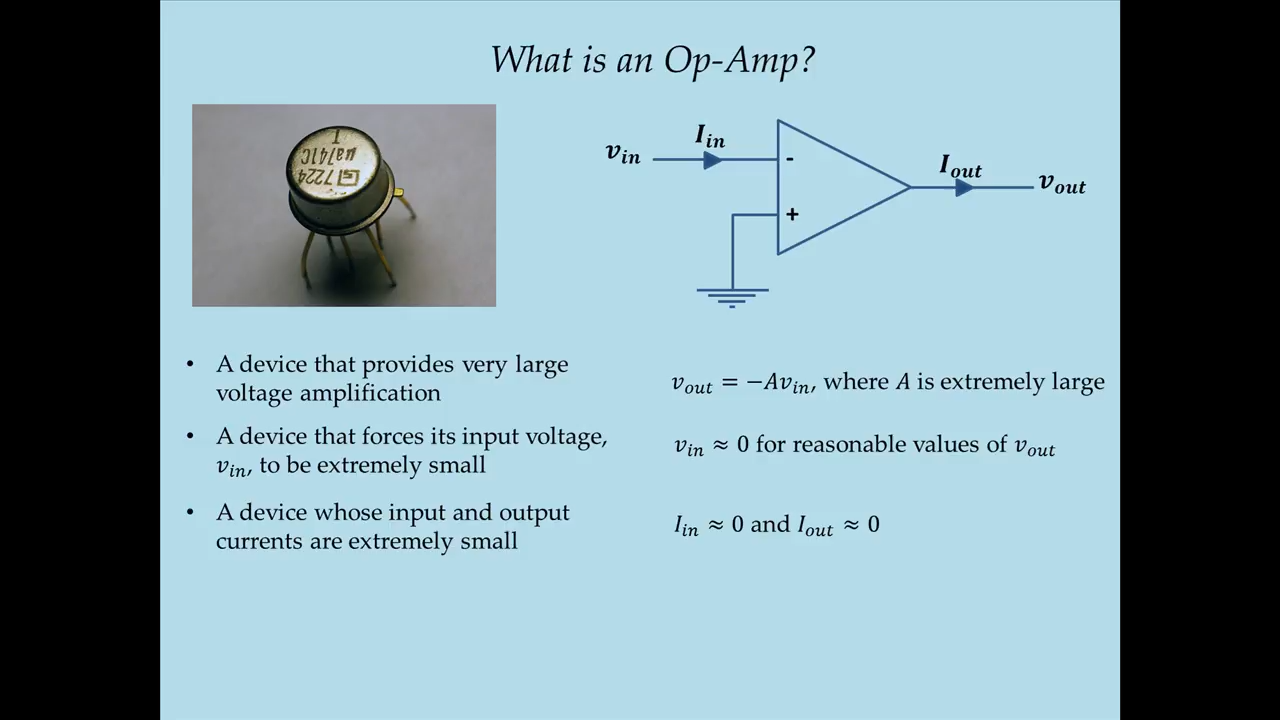 What is an Op-Amp?
I
µa741C
7224
v_in
I_in
-
+
I_out
v_out
• A device that provides very large
voltage amplification
v_out = −Av_in, where A is extremely large
• A device that forces its input voltage,
v_in, to be extremely small
v_in ≈ 0 for reasonable values of v_out
• A device whose input and output
currents are extremely small
I_in ≈ 0 and I_out ≈ 0